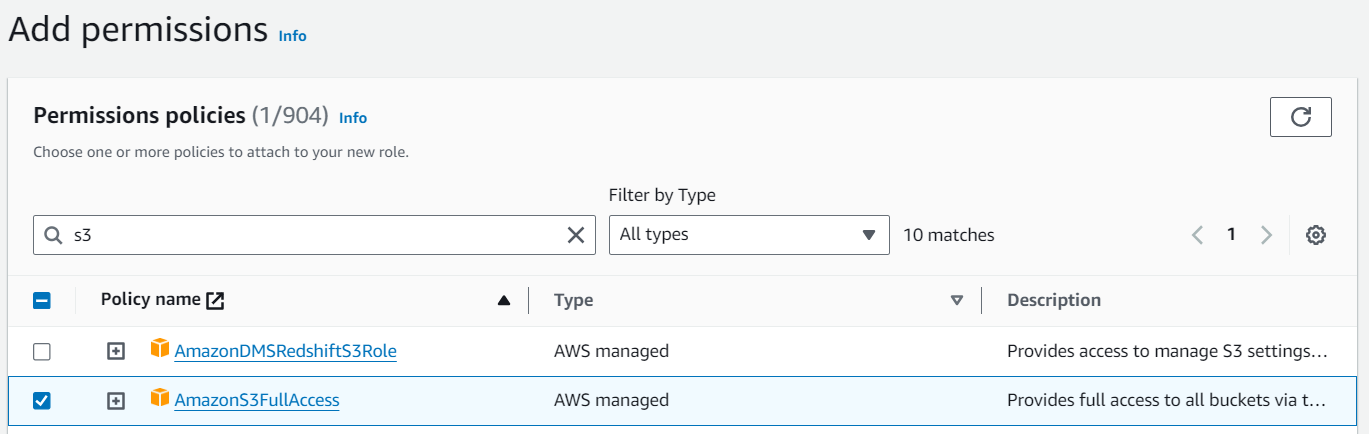 Add permissions Info
Permissions policies (1/904) Info
Choose one or more policies to attach to your new role.
Filter by Type
s3
All types
10 matches
1
Policy name
Type
Description
AmazonDMSRedshiftS3Role
AWS managed
Provides access to manage S3 settings…
AmazonS3FullAccess
AWS managed
Provides full access to all buckets via t…